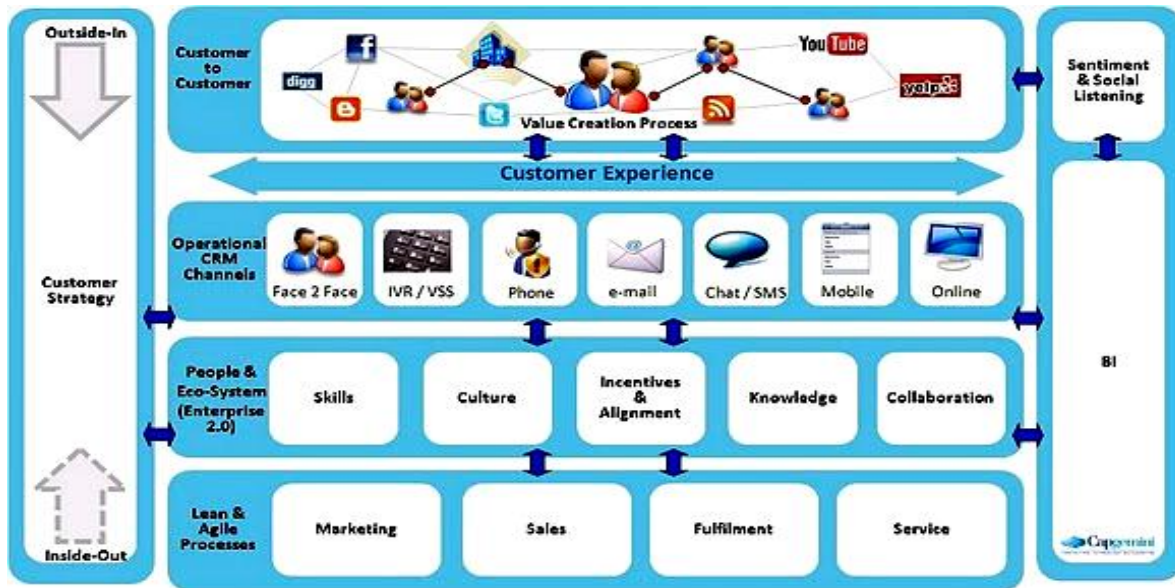 Outside-In
Customer
Strategy
Inside-Out
Customer
to
Customer
digg
You Tube
yelp
Value Creation Process
Customer Experience
Operational
CRM
Channels
Face 2 Face
IVR / VSS
Phone
e-mail
Chat / SMS
Mobile
Online
People &
Eco-System
(Enterprise
2.0)
Skills
Culture
Incentives
&
Alignment
Knowledge
Collaboration
Lean &
Agile
Processes
Marketing
Sales
Fulfilment
Service
Sentiment
& Social
Listening
BI
Capgemini